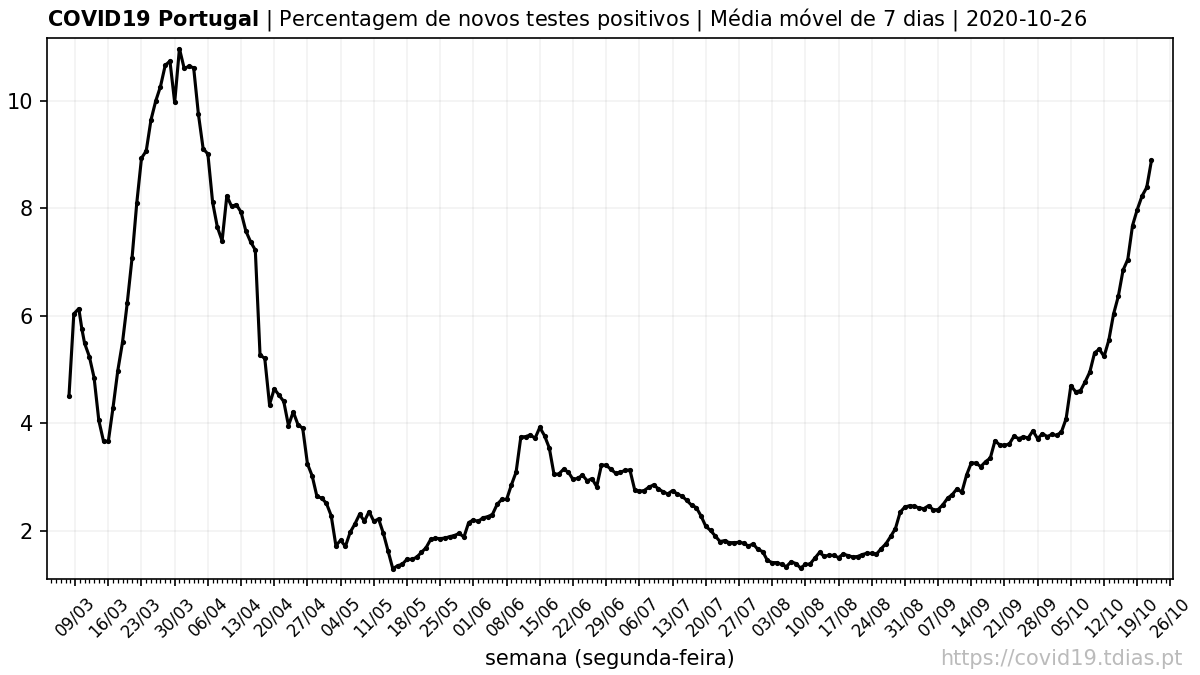 COVID19 Portugal | Percentagem de novos testes positivos | Média móvel de 7 dias | 2020-10-26
10
8
6
4
2
09/03 16/03 23/03 30/03 06/04 13/04 20/04 27/04 04/05 11/05 18/05 25/05 01/06 08/06 15/06 22/06 29/06 06/07 13/07 20/07 27/07 03/08 10/08 17/08 24/08 31/08 07/09 14/09 21/09 28/09 05/10 12/10 19/10 26/10
semana (segunda-feira)
https://covid19.tdias.pt